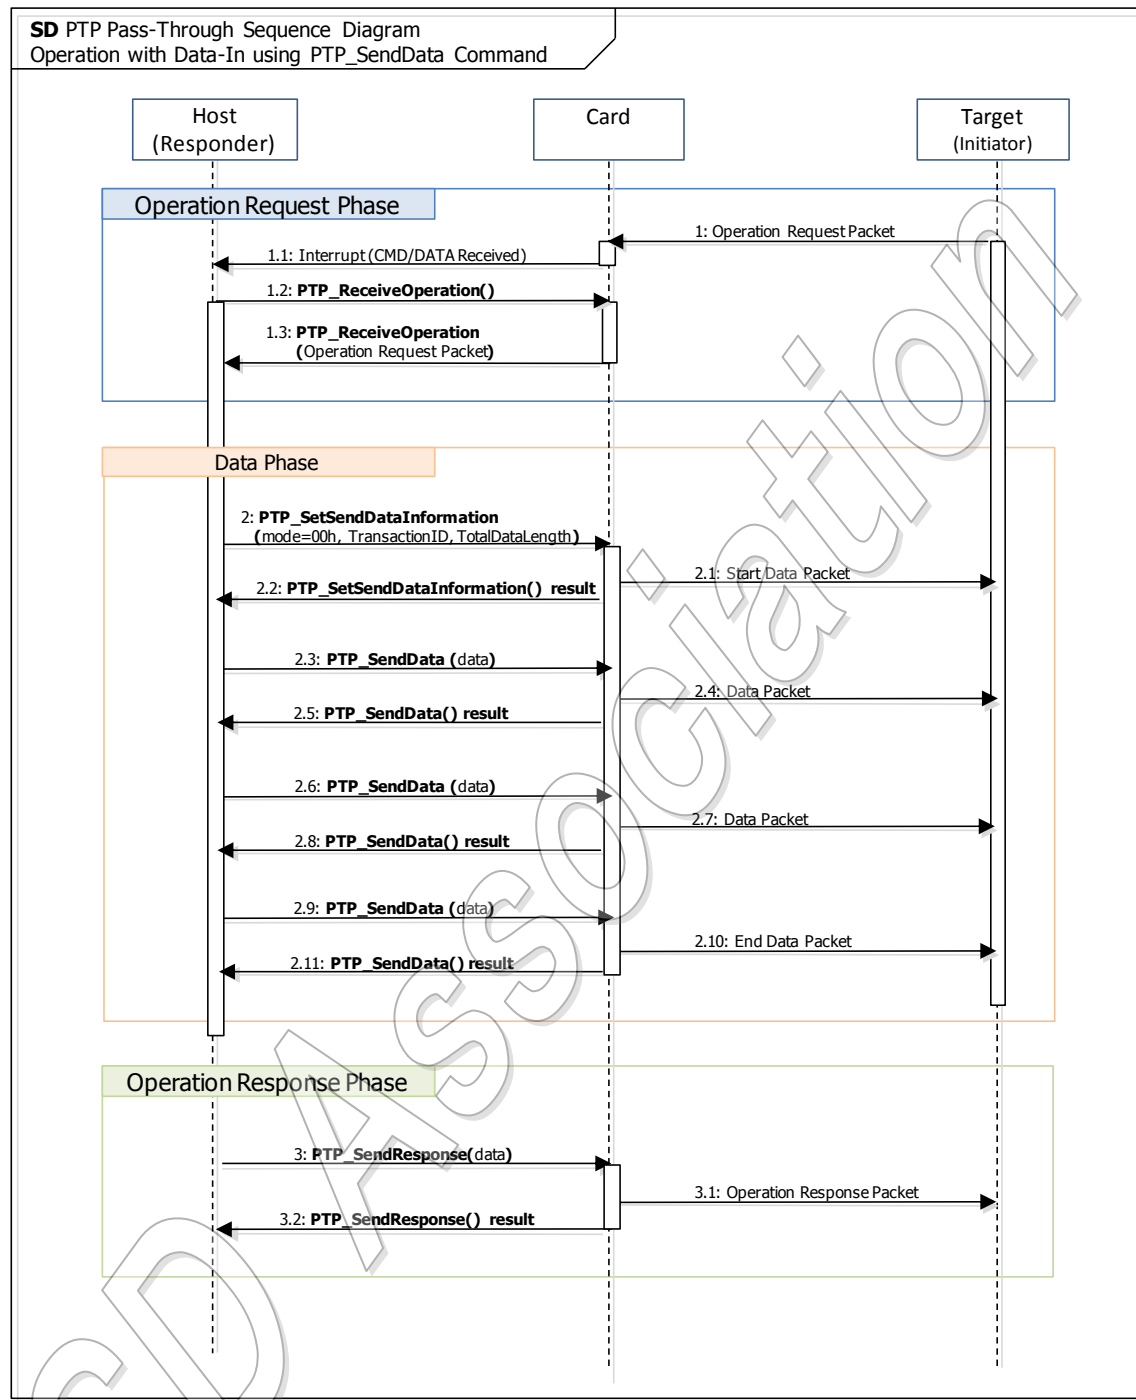 SD PTP Pass-Through Sequence Diagram
Operation with Data-In using PTP_SendData Command
Host
(Responder)
Card
Target
(Initiator)
Operation Request Phase
1: Operation Request Packet
1.1: Interrupt (CMD/DATA Received)
1.2: PTP_ReceiveOperation()
1.3: PTP_ReceiveOperation
(Operation Request Packet)
Data Phase
2: PTP_SetSendDataInformation
(mode=00h, TransactionID, TotalDataLength)
2.1: Start Data Packet
2.2: PTP_SetSendDataInformation() result
2.3: PTP_SendData (data)
2.4: Data Packet
2.5: PTP_SendData() result
2.6: PTP_SendData (data)
2.7: Data Packet
2.8: PTP_SendData() result
2.9: PTP_SendData (data)
2.10: End Data Packet
2.11: PTP_SendData() result
Operation Response Phase
3: PTP_SendResponse(data)
3.1: Operation Response Packet
3.2: PTP_SendResponse() result
SD Association